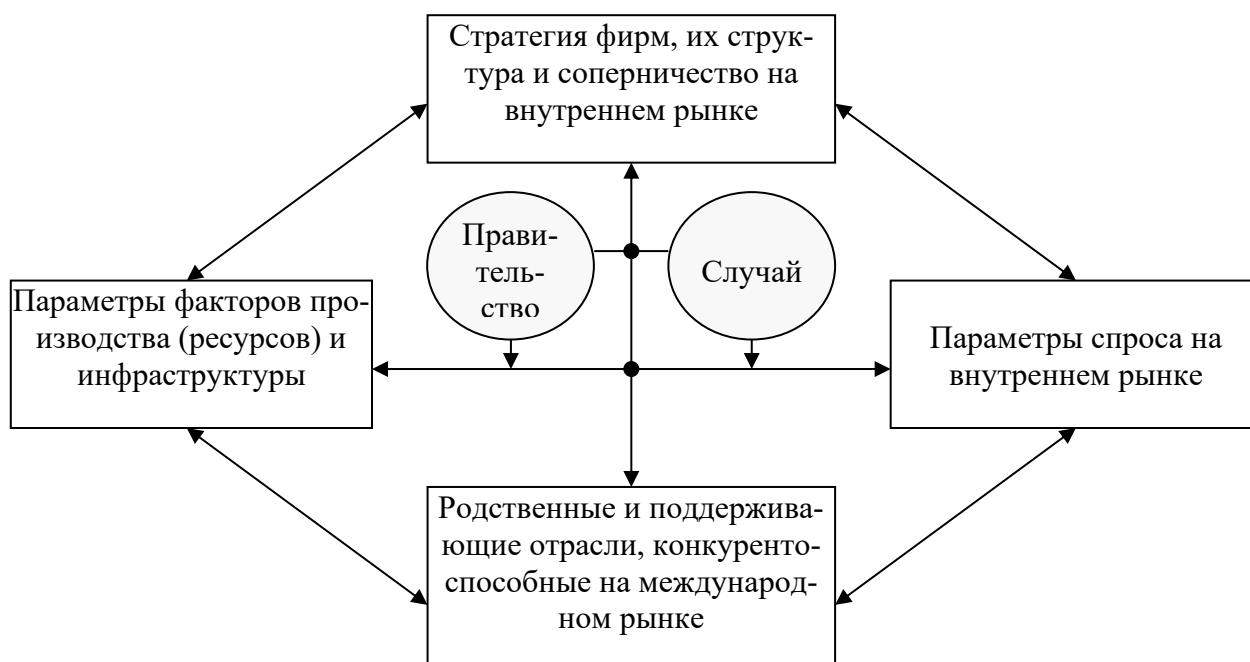 Стратегия фирм, их струк-
тура и соперничество на
внутреннем рынке
Прави-
тель-
ство
Случай
Параметры факторов про-
изводства (ресурсов) и
инфраструктуры
Параметры спроса на
внутреннем рынке
Родственные и поддержива-
ющие отрасли, конкуренто-
способные на международ-
ном рынке